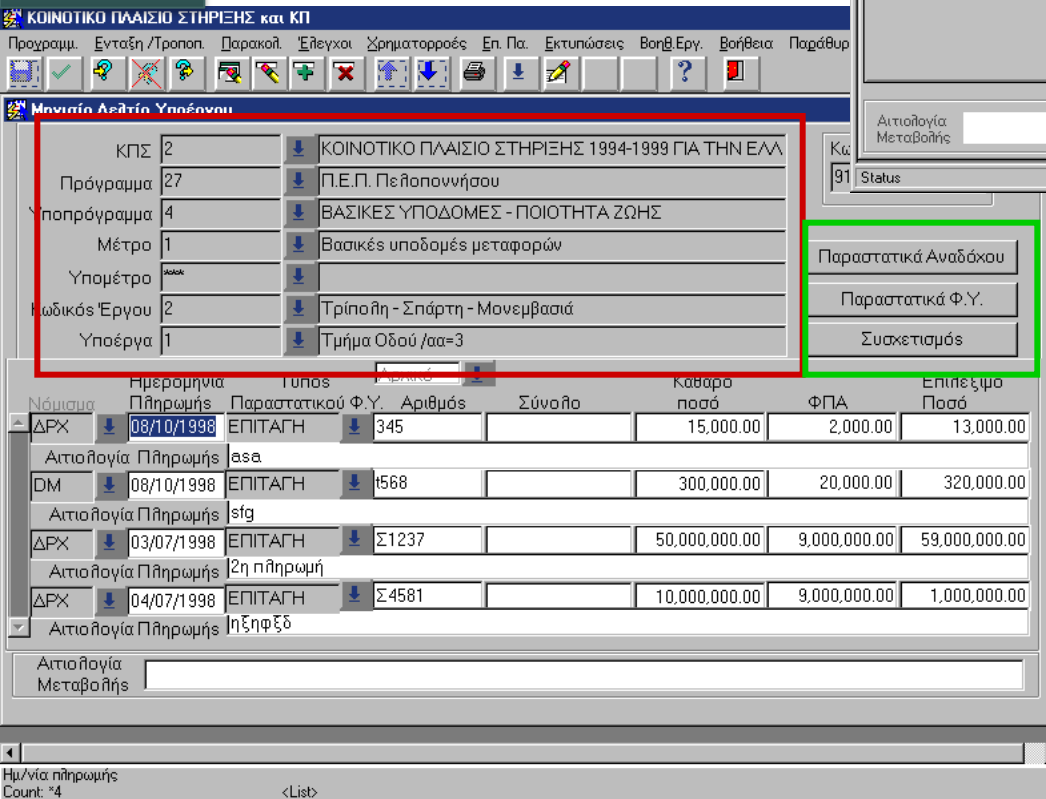 ΚΟΙΝΟΤΙΚΟ ΠΛΑΙΣΙΟ ΣΤΗΡΙΞΗΣ και ΚΠ
Προγραμμ. Ενταξη /Τροποπ. Παρακολ. Έλεγχοι Χρηματορροές Επ. Πα. Εκτυπώσεις Βοηθ.Εργ. Βοήθεια Παράθυρ
Μηνιαίο Δελτίο Υποέργου
Αιτιολογία
Μεταβολής
Status
ΚΠΣ 2 ΚΟΙΝΟΤΙΚΟ ΠΛΑΙΣΙΟ ΣΤΗΡΙΞΗΣ 1994-1999 ΓΙΑ ΤΗΝ ΕΛΛ Κω
Πρόγραμμα 27 Π.Ε.Π. Πελοποννήσου 91
Υποπρόγραμμα 4 ΒΑΣΙΚΕΣ ΥΠΟΔΟΜΕΣ - ΠΟΙΟΤΗΤΑ ΖΩΗΣ
Μέτρο 1 Βασικές υποδομές μεταφορών
Υπομέτρο ***
Κωδικός Έργου 2 Τρίπολη - Σπάρτη - Μονεμβασιά
Υποέργα 1 Τμήμα Οδού /αα=3
Παραστατικά Αναδόχου
Παραστατικά Φ.Υ.
Συσχετισμός
Αρχικό
Ημερομηνία Τύπος Καθαρό Επιλέξιμο
Νόμισμα Πληρωμής Παραστατικού Φ.Υ. Αριθμός Σύνολο ποσό ΦΠΑ Ποσό
ΔΡΧ 08/10/1998 ΕΠΙΤΑΓΗ 345 15,000.00 2,000.00 13,000.00
Αιτιολογία Πληρωμής asa
DM 08/10/1998 ΕΠΙΤΑΓΗ t568 300,000.00 20,000.00 320,000.00
Αιτιολογία Πληρωμής sfg
ΔΡΧ 03/07/1998 ΕΠΙΤΑΓΗ Σ1237 50,000,000.00 9,000,000.00 59,000,000.00
Αιτιολογία Πληρωμής 2η πληρωμή
ΔΡΧ 04/07/1998 ΕΠΙΤΑΓΗ Σ4581 10,000,000.00 9,000,000.00 1,000,000.00
Αιτιολογία Πληρωμής ηξηφξδ
Αιτιολογία
Μεταβολής
Ημ/νία πληρωμής
Count: *4 <List>